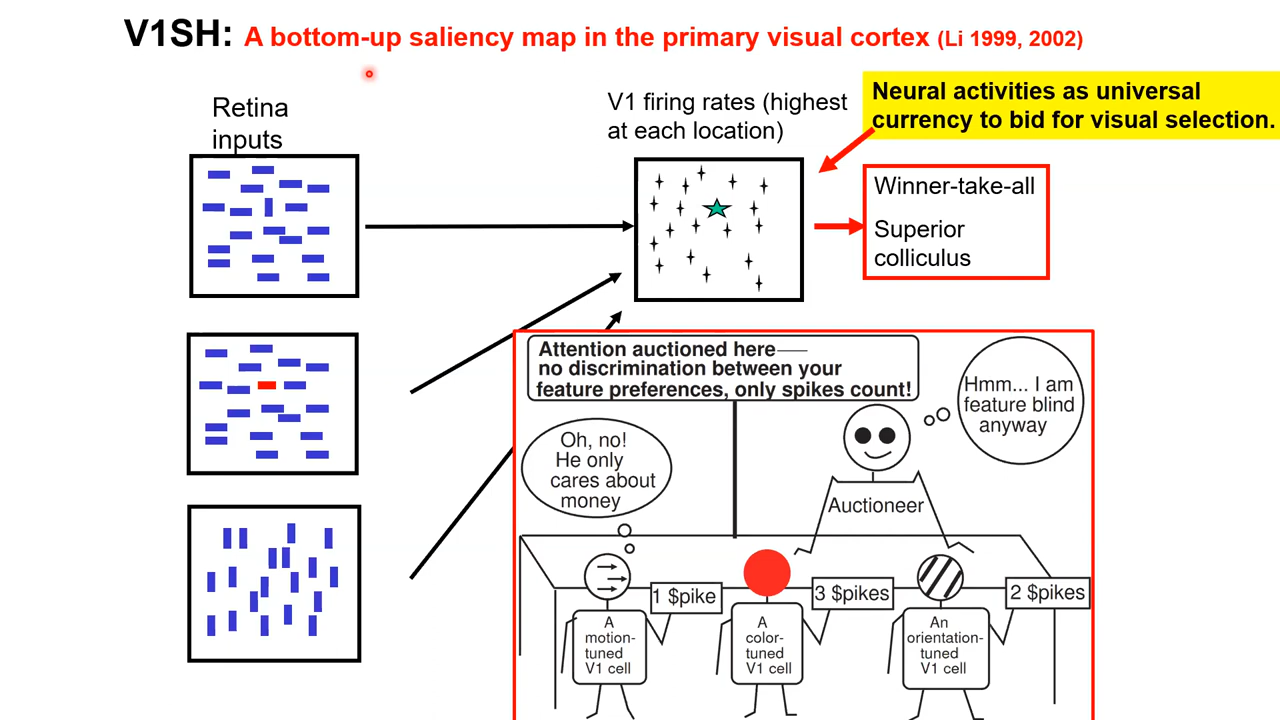 V1SH: A bottom-up saliency map in the primary visual cortex (Li 1999, 2002)
Retina
inputs
V1 firing rates (highest
at each location)
Neural activities as universal
currency to bid for visual selection.
Winner-take-all
Superior
colliculus
Attention auctioned here—
no discrimination between your
feature preferences, only spikes count!
Hmm... I am
feature blind
anyway
Oh, no!
He only
cares about
money
Auctioneer
1 $pike
3 $pikes
2 $pikes
A
motion-
tuned
V1 cell
A
color-
tuned
V1 cell
An
orientation-
tuned
V1 cell